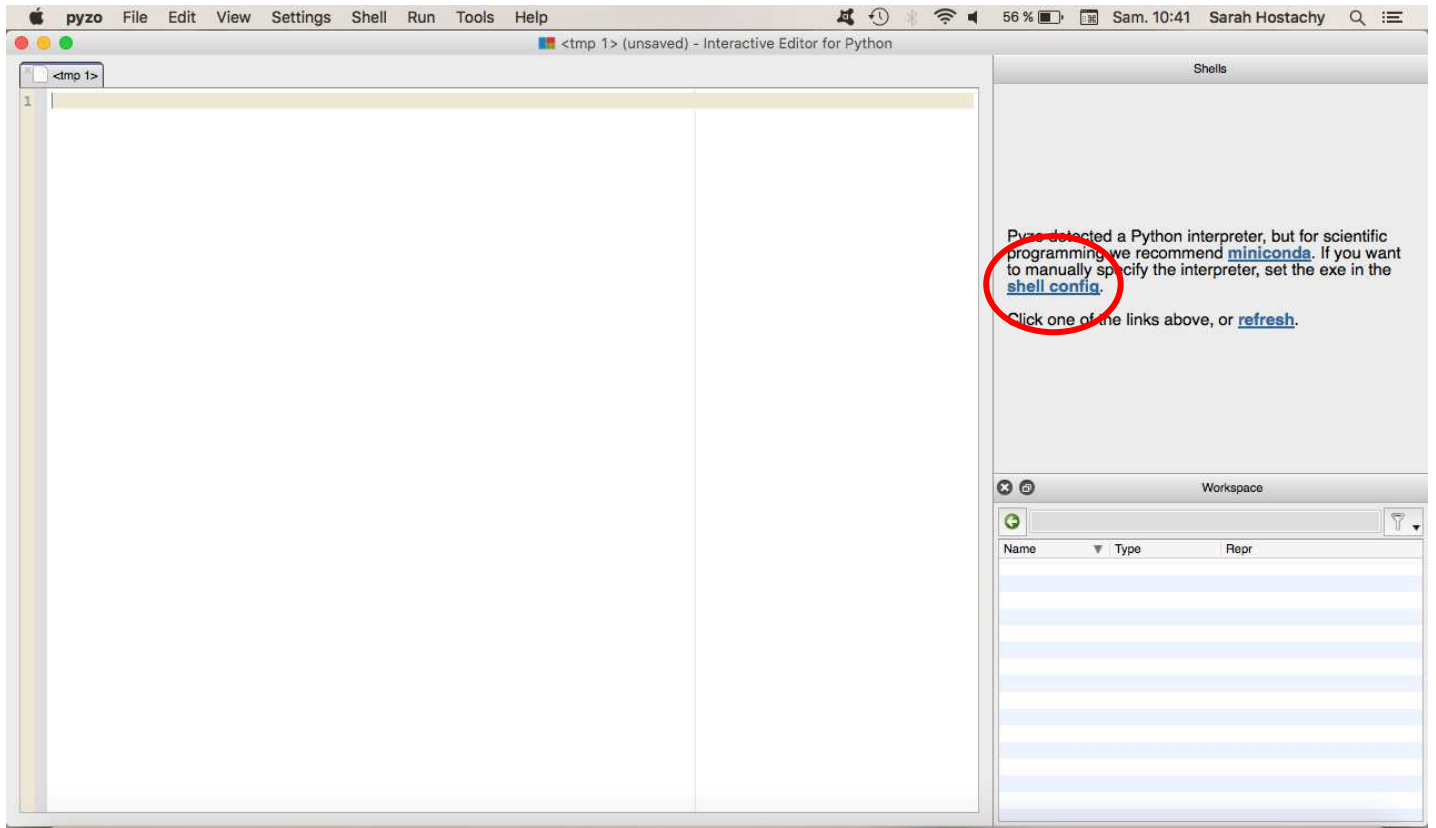 pyzo File Edit View Settings Shell Run Tools Help 56 % Sam. 10:41 Sarah Hostachy
<tmp 1> (unsaved) - Interactive Editor for Python
<tmp 1>
Shells
1
Pyzo detected a Python interpreter, but for scientific
programming we recommend miniconda. If you want
to manually specify the interpreter, set the exe in the
shell config.
Click one of the links above, or refresh.
Workspace
Name Type Repr